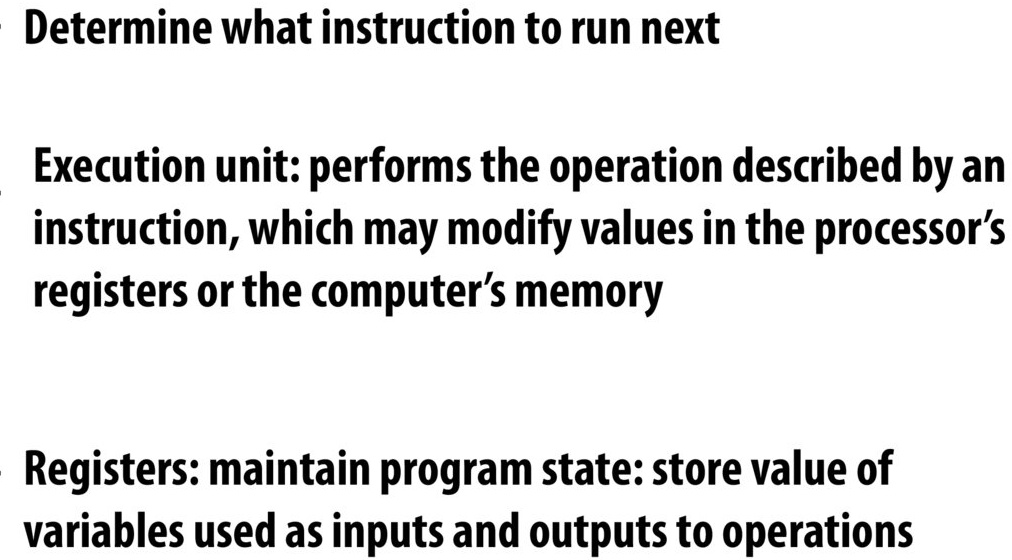 Determine what instruction to run next
Execution unit: performs the operation described by an
instruction, which may modify values in the processor’s
registers or the computer’s memory
Registers: maintain program state: store value of
variables used as inputs and outputs to operations